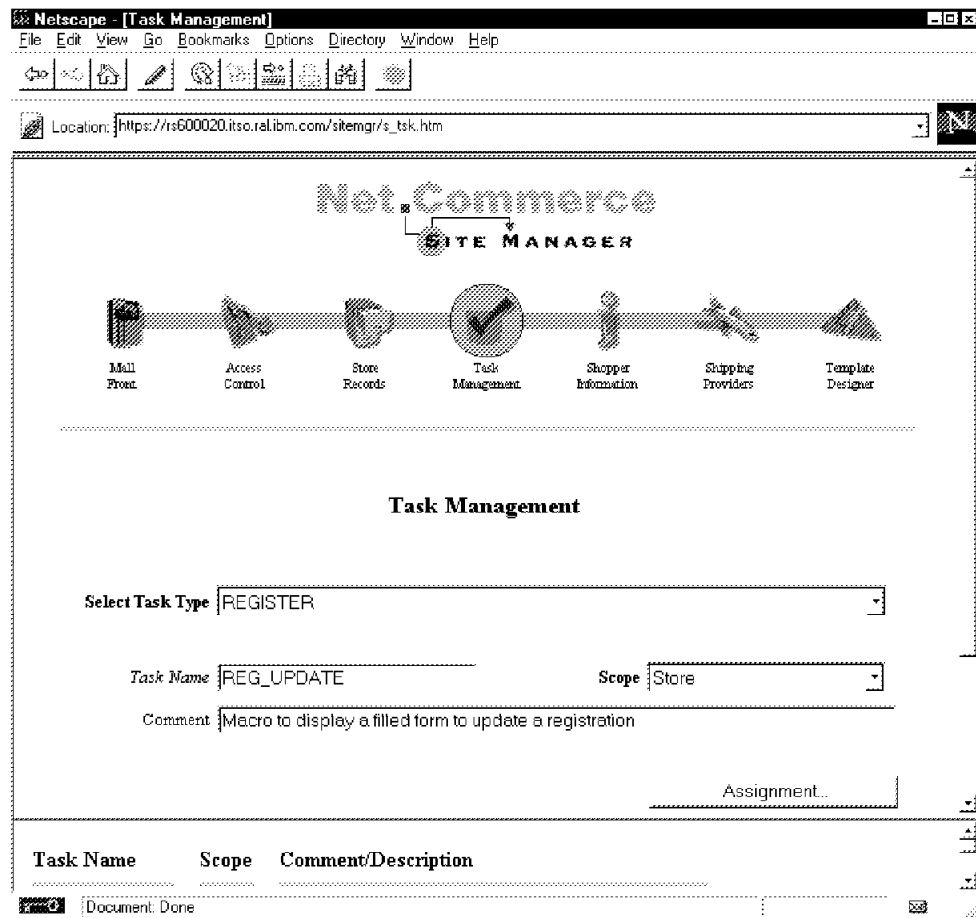 Netscape - [Task Management]
File Edit View Go Bookmarks Options Directory Window Help
Location: https://rs600020.itso.ral.ibm.com/sitemgr/s_tsk.htm
N
Net.Commerce
SITE MANAGER
Mall Front
Access Control
Store Records
Task Management
Shopper Information
Shipping Providers
Template Designer
Task Management
Select Task Type REGISTER
Task Name REG_UPDATE Scope Store
Comment Macro to display a filled form to update a registration
Assignment...
Task Name Scope Comment/Description
Document: Done